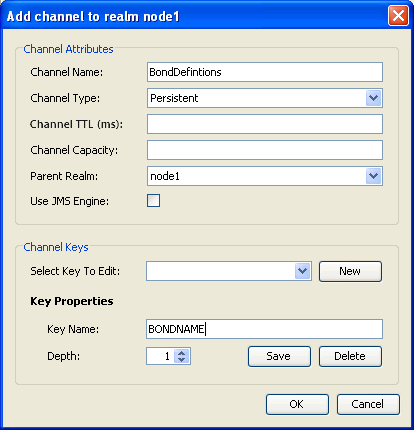 Add channel to realm node1
Channel Attributes
Channel Name: BondDefintions
Channel Type: Persistent
Channel TTL (ms):
Channel Capacity:
Parent Realm: node1
Use JMS Engine:
Channel Keys
Select Key To Edit: New
Key Properties
Key Name: BONDNAME
Depth: 1 Save Delete
OK Cancel